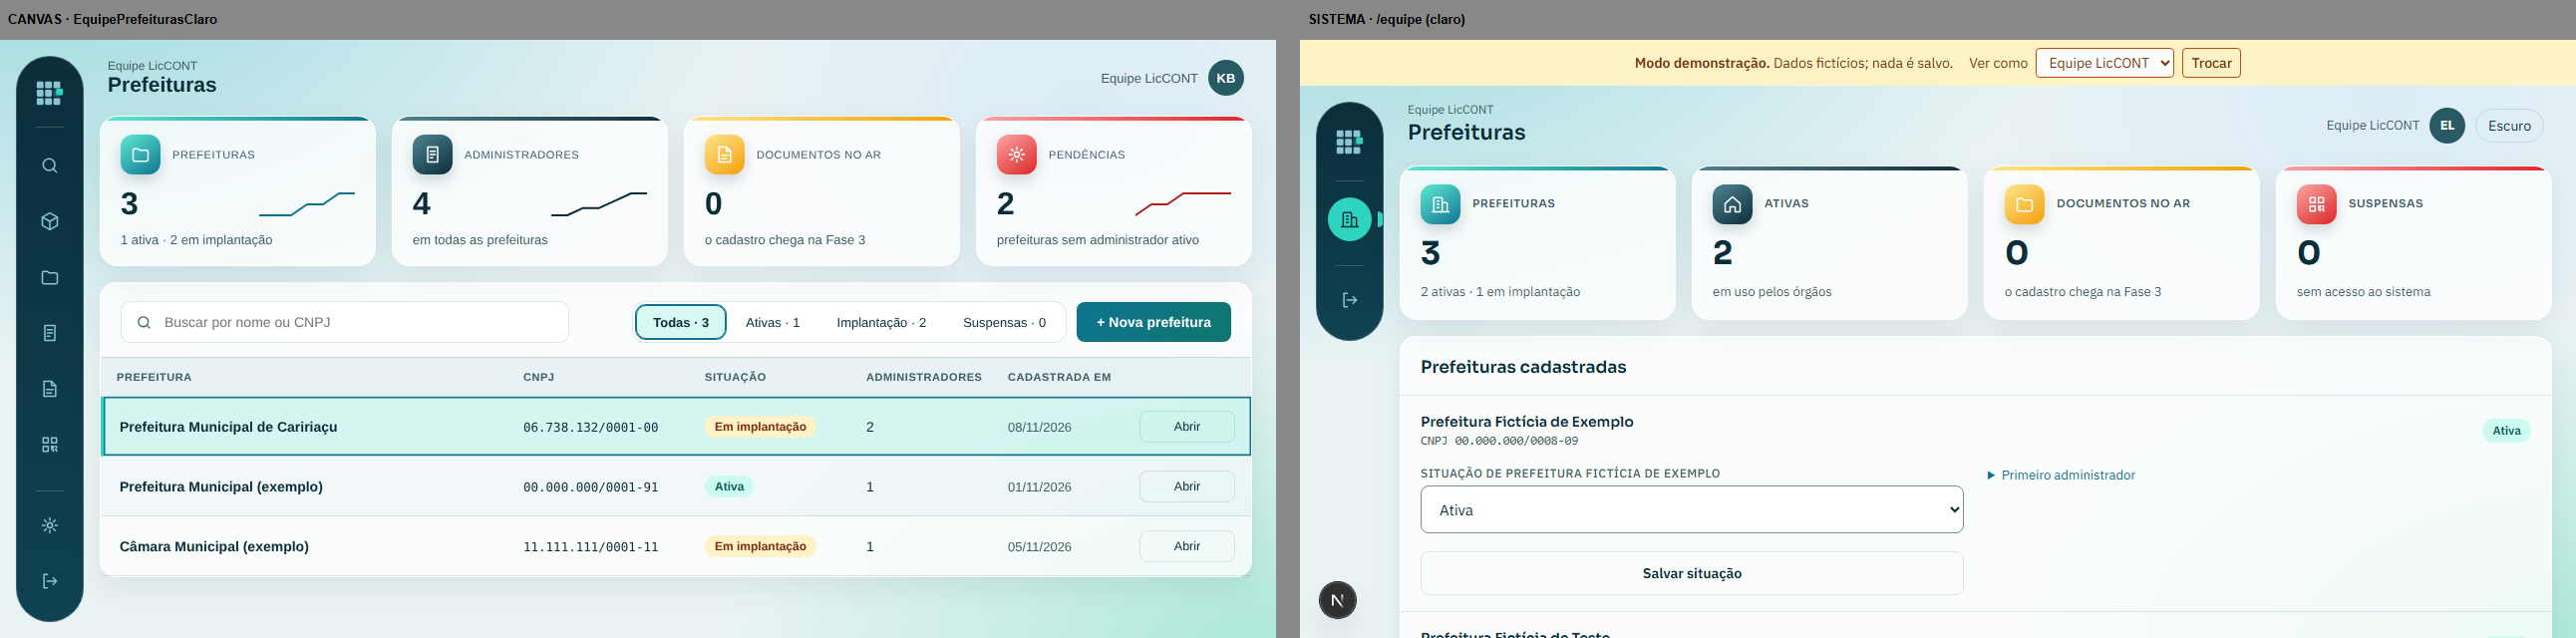 CANVAS · EquipePrefeiturasClaro
Equipe LicCONT
Prefeituras
Equipe LicCONT
KB
PREFEITURAS
3
1 ativa · 2 em implantação
ADMINISTRADORES
4
em todas as prefeituras
DOCUMENTOS NO AR
0
o cadastro chega na Fase 3
PENDÊNCIAS
2
prefeituras sem administrador ativo
Buscar por nome ou CNPJ
Todas · 3
Ativas · 1
Implantação · 2
Suspensas · 0
+ Nova prefeitura
PREFEITURA
CNPJ
SITUAÇÃO
ADMINISTRADORES
CADASTRADA EM
Prefeitura Municipal de Caririaçu
06.738.132/0001-00
Em implantação
2
08/11/2026
Abrir
Prefeitura Municipal (exemplo)
00.000.000/0001-91
Ativa
1
01/11/2026
Abrir
Câmara Municipal (exemplo)
11.111.111/0001-11
Em implantação
1
05/11/2026
Abrir
SISTEMA · /equipe (claro)
Modo demonstração. Dados fictícios; nada é salvo.
Ver como
Equipe LicCONT
Trocar
Equipe LicCONT
Prefeituras
Equipe LicCONT
EL
Escuro
PREFEITURAS
3
2 ativas · 1 em implantação
ATIVAS
2
em uso pelos órgãos
DOCUMENTOS NO AR
0
o cadastro chega na Fase 3
SUSPENSAS
0
sem acesso ao sistema
Prefeituras cadastradas
Prefeitura Fictícia de Exemplo
CNPJ 00.000.000/0008-09
Ativa
SITUAÇÃO DE PREFEITURA FICTÍCIA DE EXEMPLO
Ativa
Primeiro administrador
Salvar situação
N
Prefeitura Fictícia de Teste